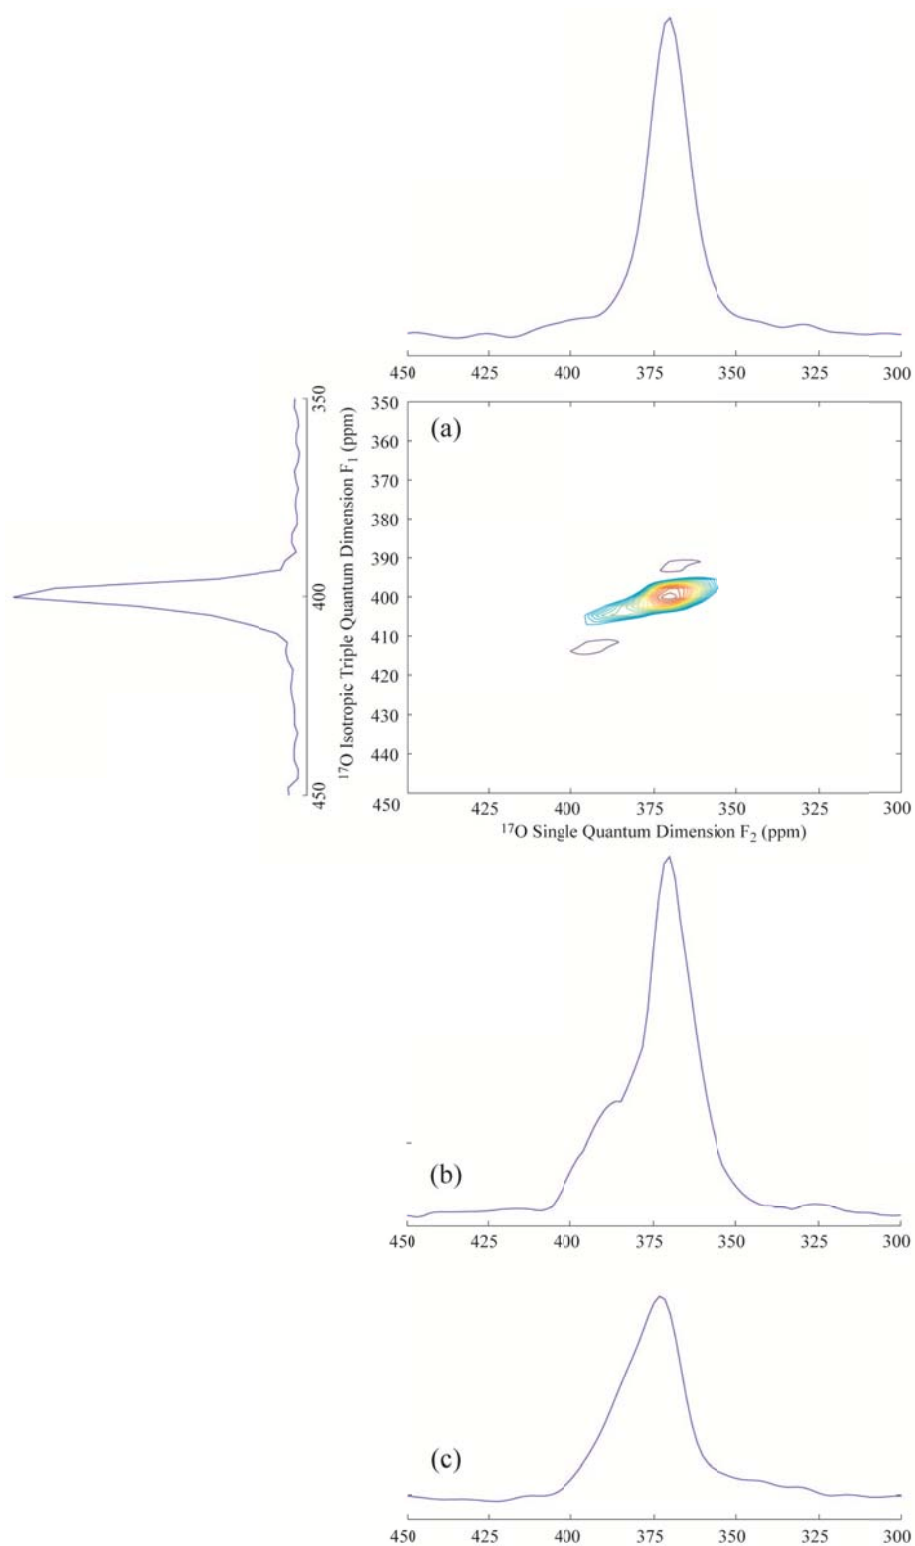 450 425 400 375 350 325 300
350 400 450
¹⁷O Isotropic Triple Quantum Dimension F₁ (ppm)
(a)
350
360
370
380
390
400
410
420
430
440
450 425 400 375 350 325 300
¹⁷O Single Quantum Dimension F₂ (ppm)
(b)
450 425 400 375 350 325 300
(c)
450 425 400 375 350 325 300